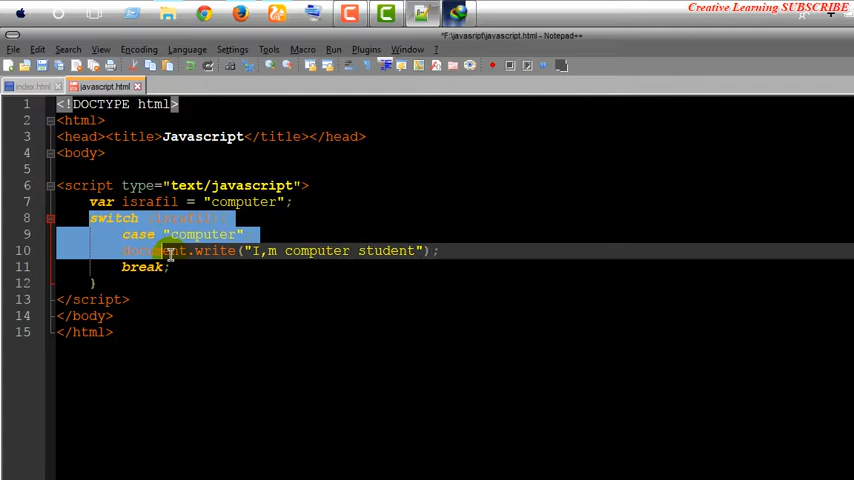 Creative Learning SUBSCRIBE
*F:\javasript\javascript.html - Notepad++
File Edit Search View Encoding Language Settings Tools Macro Run Plugins Window ?
index.html javascript.html
1 <!DOCTYPE html>
2 <html>
3 <head><title>Javascript</title></head>
4 <body>
5
6 <script type="text/javascript">
7 var israfil = "computer";
8 switch (israfil){
9 case "computer"
10 document.write("I,m computer student");
11 break;
12 }
13 </script>
14 </body>
15 </html>